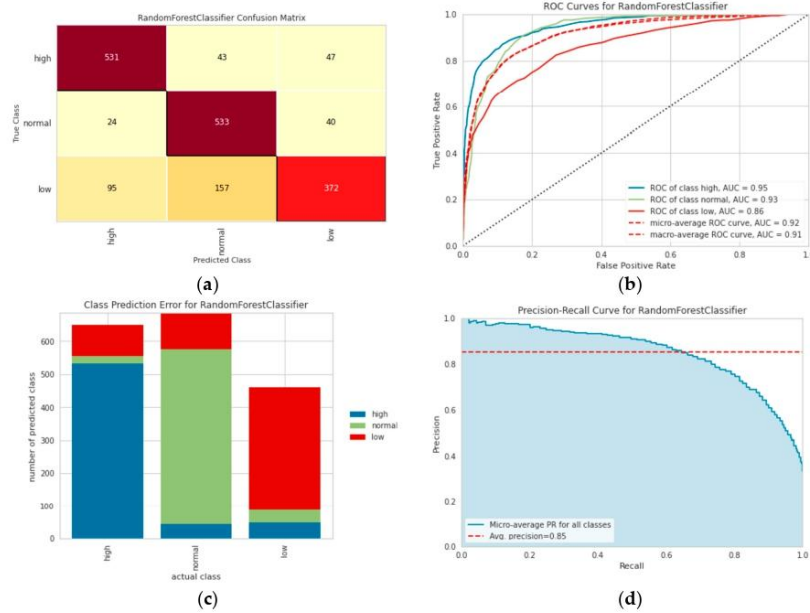 RandomForestClassifier Confusion Matrix
True Class
high
531
43
47
normal
24
533
40
low
95
157
372
high
normal
low
Predicted Class
(a)
ROC Curves for RandomForestClassifier
True Positive Rate
1.0
0.8
0.6
0.4
0.2
0.0
ROC of class high, AUC = 0.95
ROC of class normal, AUC = 0.93
ROC of class low, AUC = 0.86
micro-average ROC curve, AUC = 0.92
macro-average ROC curve, AUC = 0.91
0.0
0.2
0.4
0.6
0.8
1.0
False Positive Rate
(b)
Class Prediction Error for RandomForestClassifier
number of predicted class
600
500
400
300
200
100
0
high
normal
low
high
normal
low
actual class
(c)
Precision-Recall Curve for RandomForestClassifier
Precision
1.0
0.8
0.6
0.4
0.2
0.0
Micro-average PR for all classes
Avg. precision=0.85
0.0
0.2
0.4
0.6
0.8
1.0
Recall
(d)